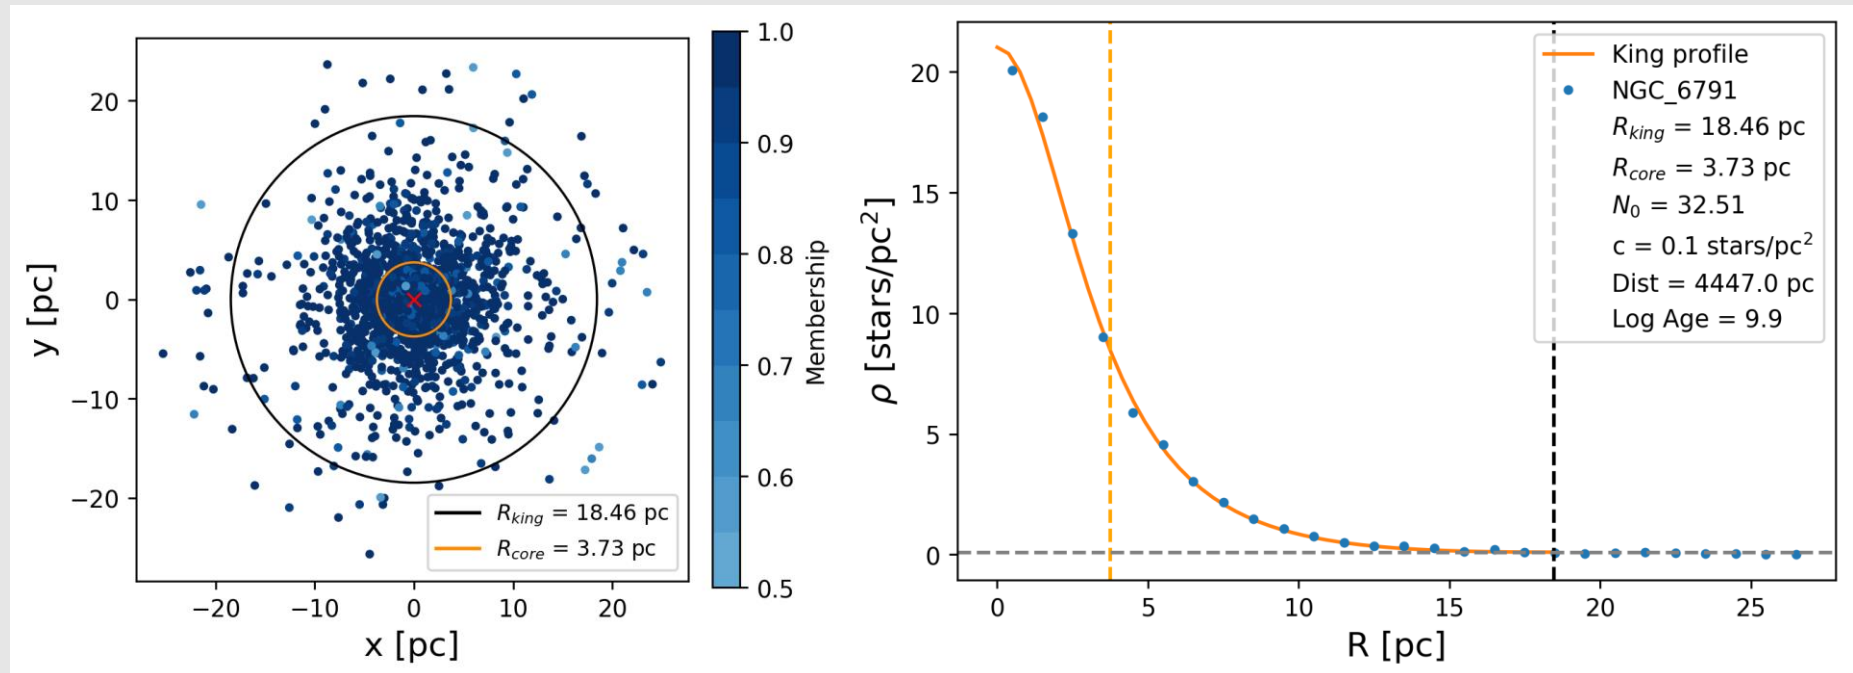 y [pc]
20
10
0
−10
−20
−20 −10 0 10 20
x [pc]
R_king = 18.46 pc
R_core = 3.73 pc
1.0
0.9
0.8
0.7
0.6
0.5
Membership
ρ [stars/pc²]
20
15
10
5
0
0 5 10 15 20 25
R [pc]
King profile
NGC_6791
R_king = 18.46 pc
R_core = 3.73 pc
N₀ = 32.51
c = 0.1 stars/pc²
Dist = 4447.0 pc
Log Age = 9.9